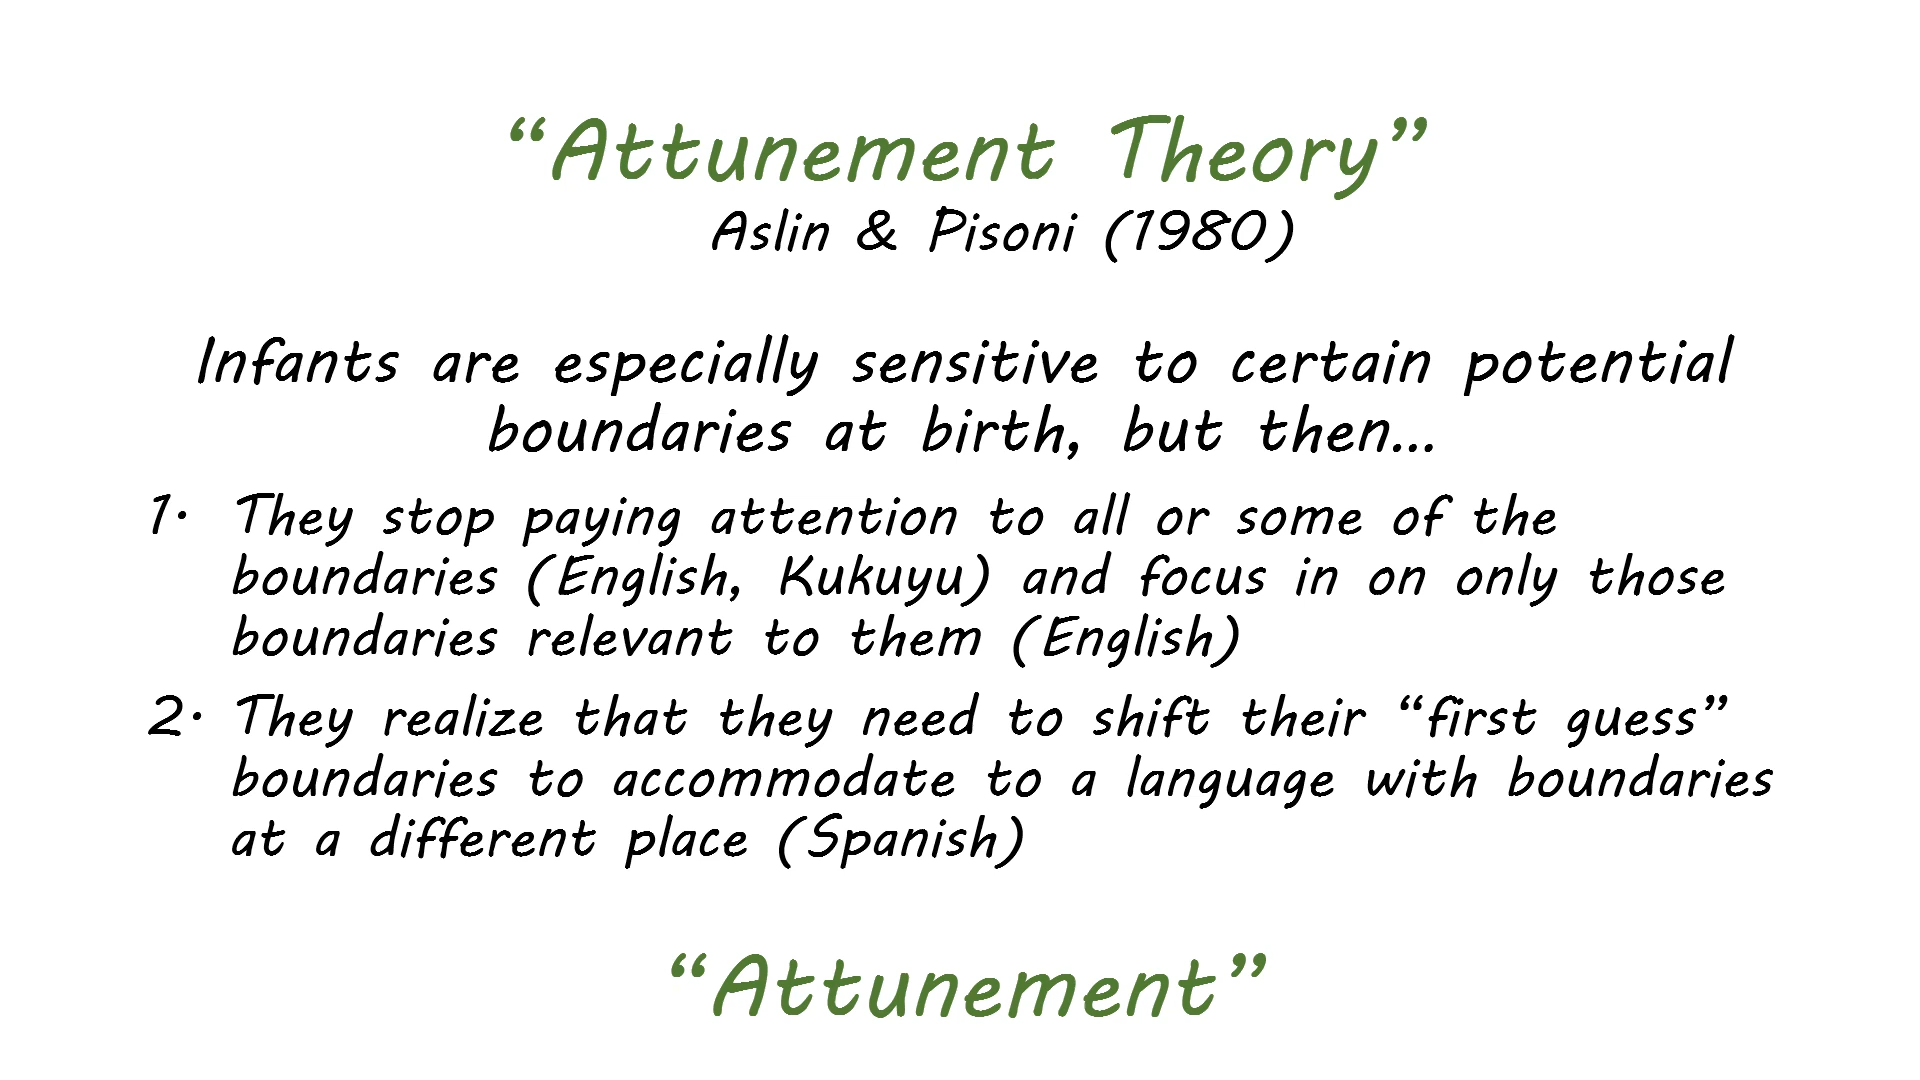 “Attunement Theory”
Aslin & Pisoni (1980)
Infants are especially sensitive to certain potential
boundaries at birth, but then...
1. They stop paying attention to all or some of the
boundaries (English, Kukuyu) and focus in on only those
boundaries relevant to them (English)
2. They realize that they need to shift their “first guess”
boundaries to accommodate to a language with boundaries
at a different place (Spanish)
“Attunement”